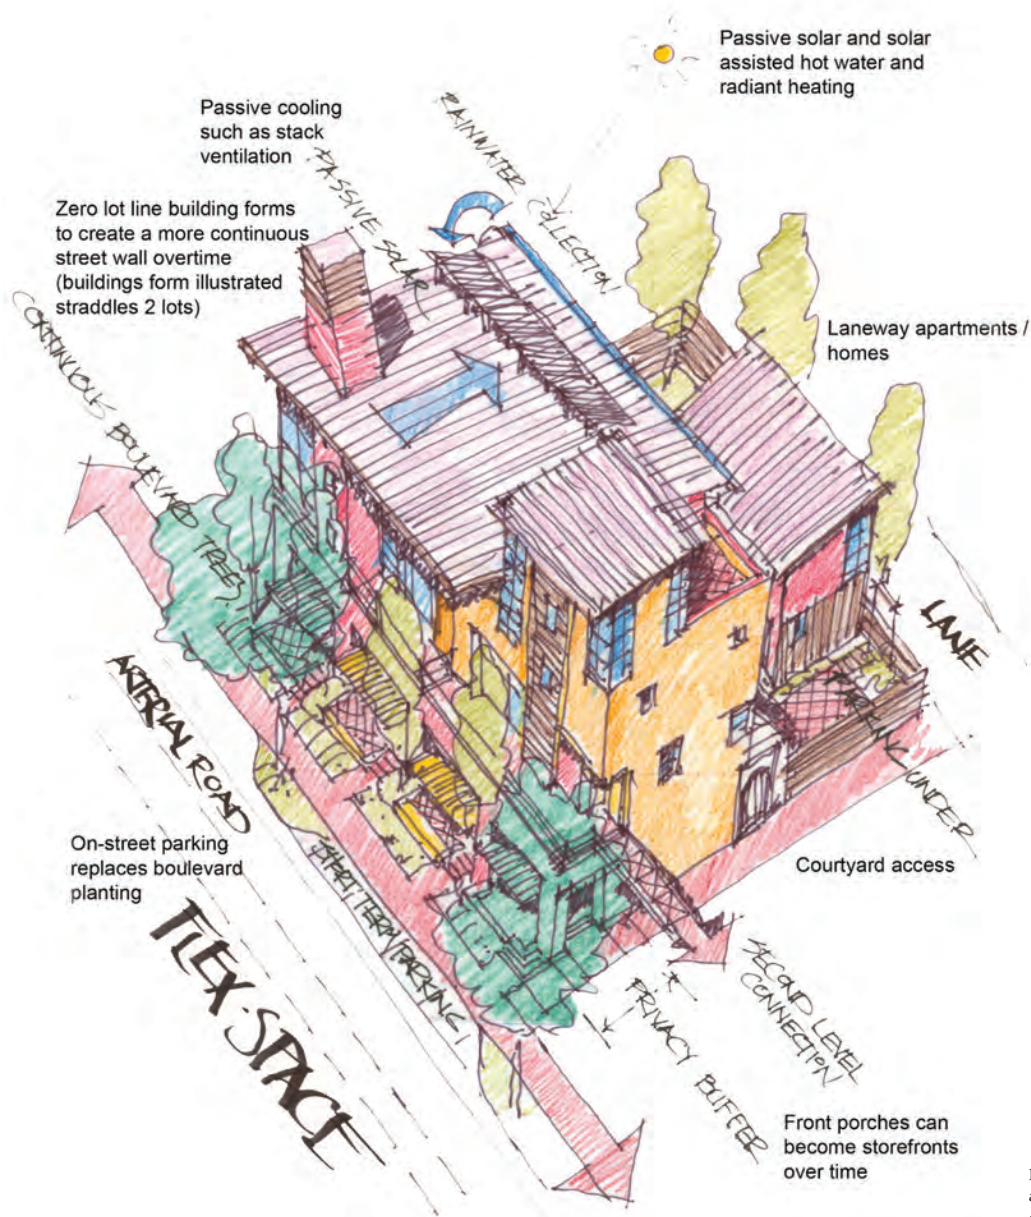 Passive solar and solar
assisted hot water and
radiant heating
Passive cooling
such as stack
ventilation
RAINWATER COLLECTION
PASSIVE SOLAR
Zero lot line building forms
to create a more continuous
street wall overtime
(buildings form illustrated
straddles 2 lots)
CONTINUOUS BOULEVARD TREES
Laneway apartments /
homes
LANE
PARKING UNDER
ARTERIAL ROAD
On-street parking
replaces boulevard
planting
SHORT TERM PARKING
FLEX-SPACE
Courtyard access
SECOND LEVEL
CONNECTION
PRIVACY BUFFER
Front porches can
become storefronts
over time